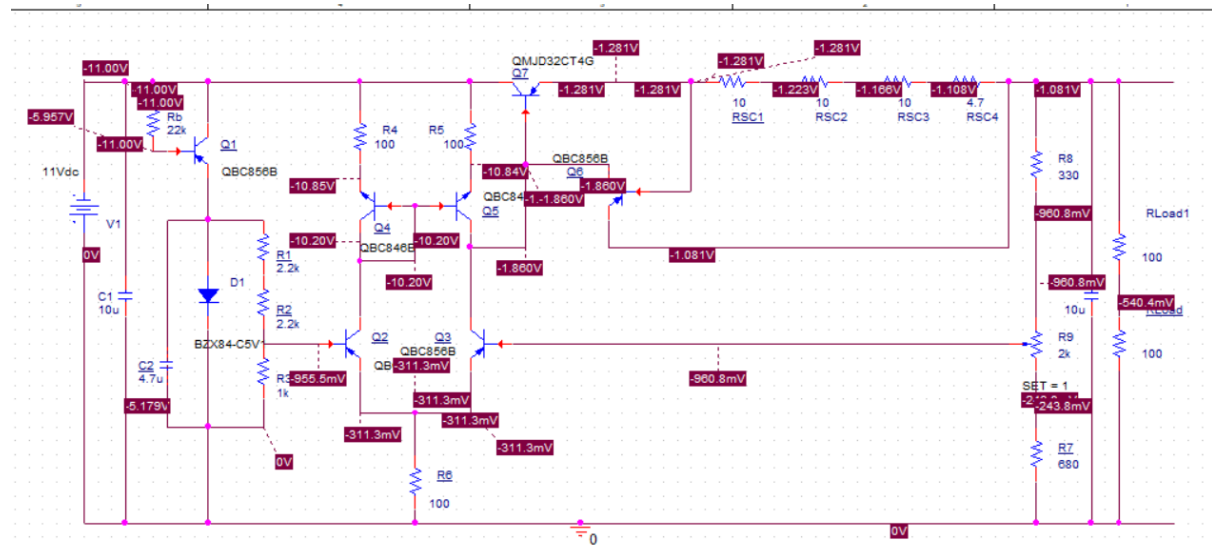 QMJD32CT4G
Q7
-1.281V
-1.281V
-1.281V
-11.00V
-11.00V
-11.00V
-1.281V
-1.281V
-1.223V
-1.166V
-1.108V
-1.081V
10
RSC1
10
RSC2
10
RSC3
4.7
RSC4
-5.957V
Rb
22k
-11.00V
Q1
QBC856B
R4
100
R5
100
11Vdc
V1
0V
-10.85V
-10.84V
QBC856B
Q6
-1.860V
-1.860V
R8
330
-960.8mV
RLoad1
100
Q4
QBC846B
Q5
-10.20V
-10.20V
-10.20V
-1.860V
-1.081V
R1
2.2k
R2
2.2k
D1
BZX84-C5V1
C1
10u
C2
4.7u
-5.179V
R3
1k
0V
Q2
Q3
QBC856B
-311.3mV
-955.5mV
-311.3mV
-311.3mV
-311.3mV
-311.3mV
-960.8mV
-960.8mV
10u
-540.4mV
RLoad
100
R9
2k
SET = 1
-243.8mV
R7
680
R6
100
0V
0